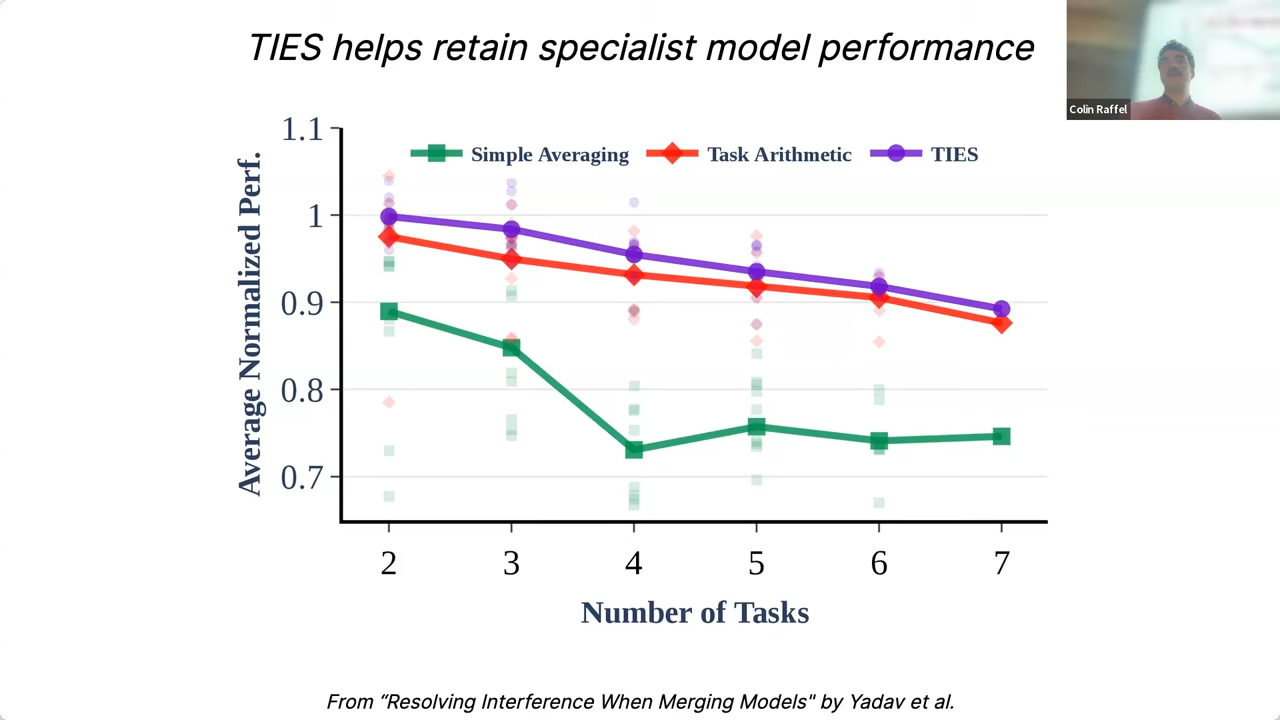 TIES helps retain specialist model performance
Colin Raffel
Simple Averaging
Task Arithmetic
TIES
Average Normalized Perf.
1.1
1
0.9
0.8
0.7
2 3 4 5 6 7
Number of Tasks
From “Resolving Interference When Merging Models" by Yadav et al.